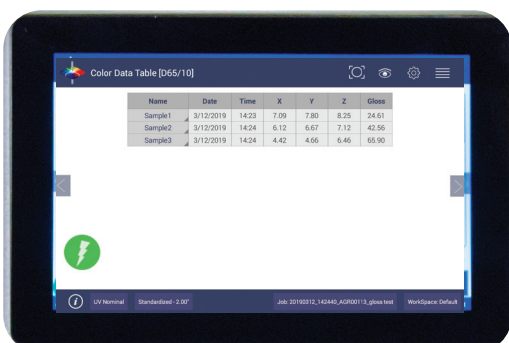 Color Data Table [D65/10]
Name Date Time X Y Z Gloss
Sample1 3/12/2019 14:23 7.09 7.80 8.25 24.61
Sample2 3/12/2019 14:24 6.12 6.67 7.12 42.56
Sample3 3/12/2019 14:24 4.42 4.66 6.46 65.90
UV Nominal Standardized - 2.00" Job: 20190312_142440_AGR00113_gloss test WorkSpace: Default